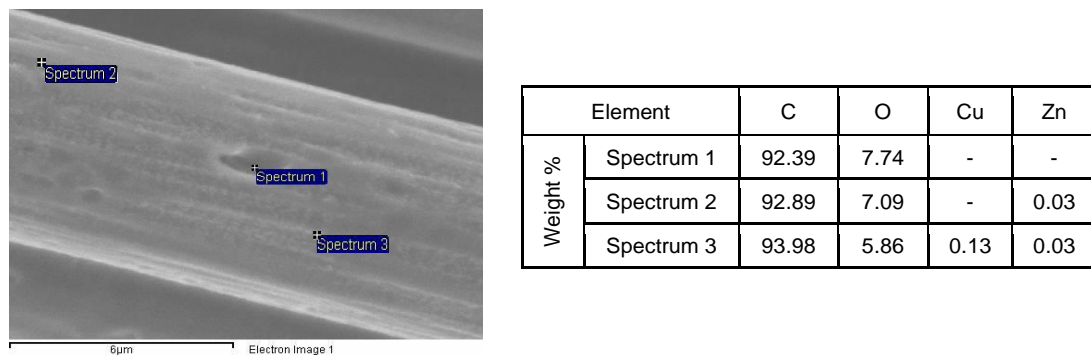 Spectrum 2
Spectrum 1
Spectrum 3
6µm Electron Image 1
Element C O Cu Zn
Weight %
Spectrum 1 92.39 7.74 - -
Spectrum 2 92.89 7.09 - 0.03
Spectrum 3 93.98 5.86 0.13 0.03